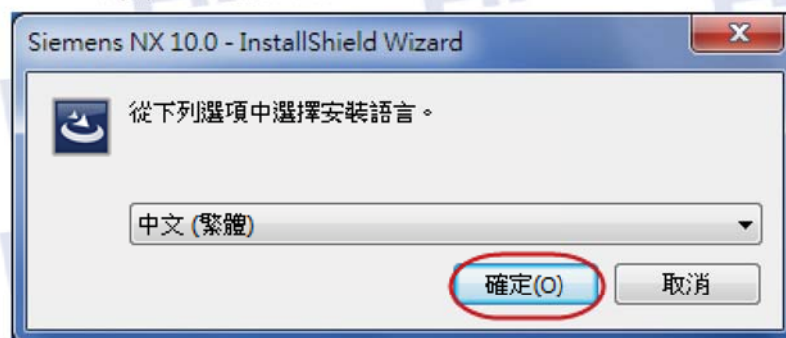 Siemens NX 10.0 - InstallShield Wizard
從下列選項中選擇安裝語言。
中文 (繁體)
確定(O)
取消